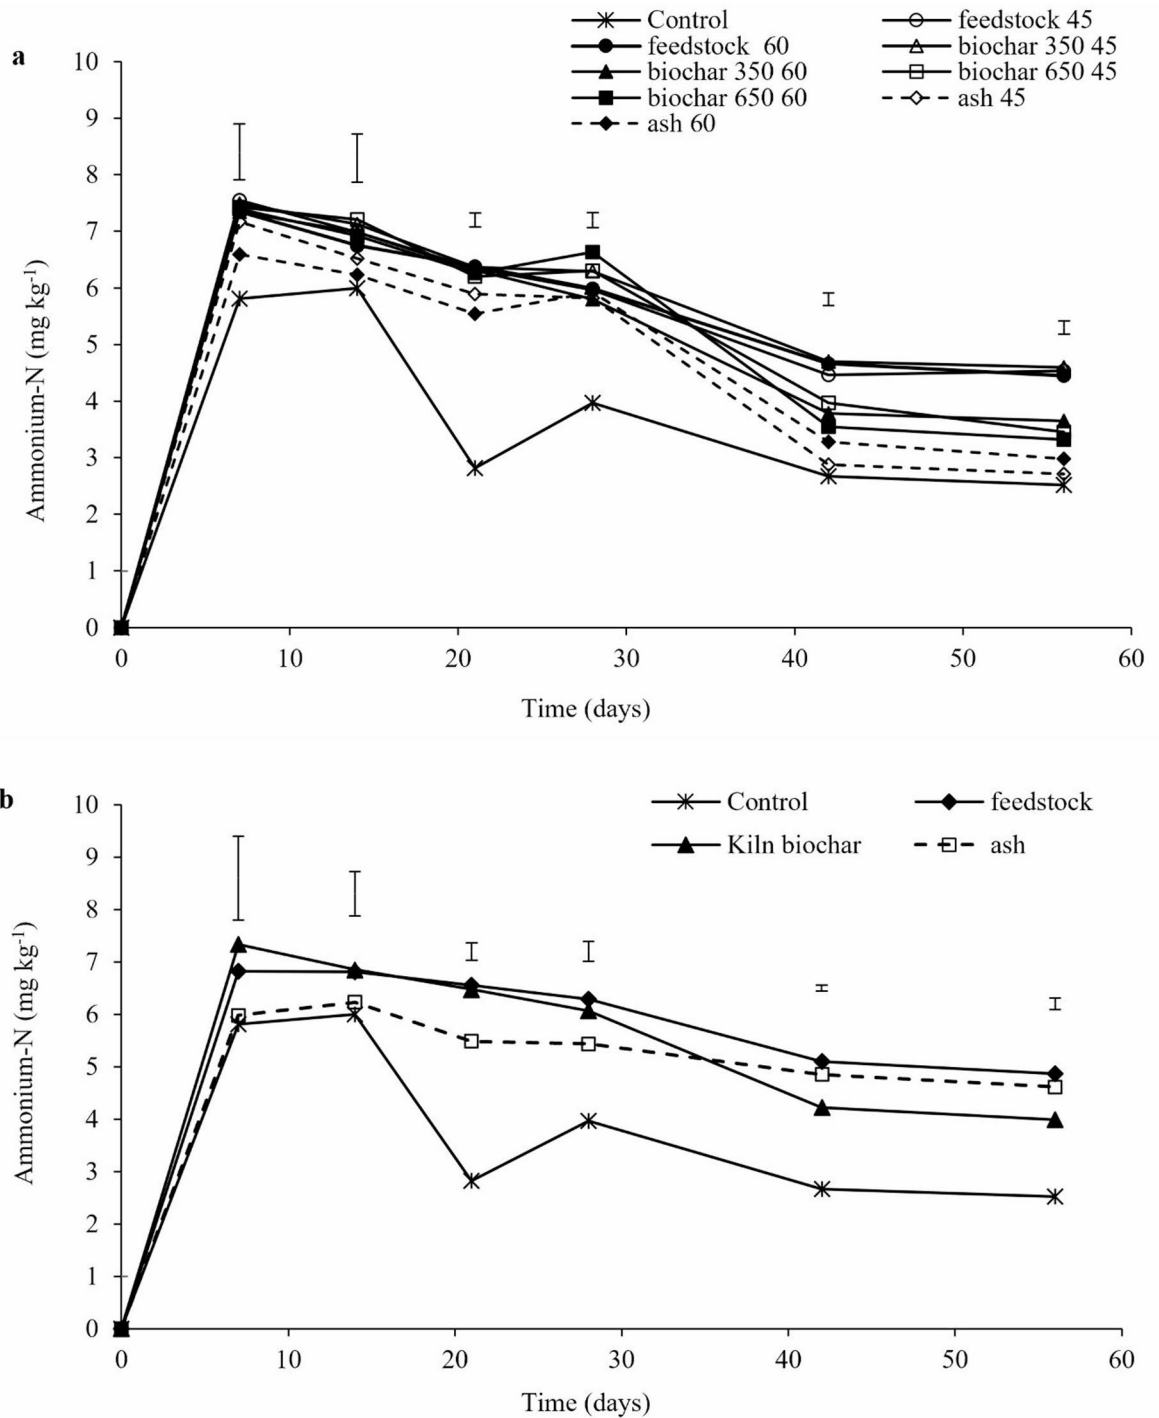 a
Control
feedstock 45
feedstock 60
biochar 350 45
biochar 350 60
biochar 650 45
biochar 650 60
ash 45
ash 60
Ammonium-N (mg kg⁻¹)
10
9
8
7
6
5
4
3
2
1
0
0 10 20 30 40 50 60
Time (days)
b
Control
feedstock
Kiln biochar
ash
Ammonium-N (mg kg⁻¹)
10
9
8
7
6
5
4
3
2
1
0
0 10 20 30 40 50 60
Time (days)